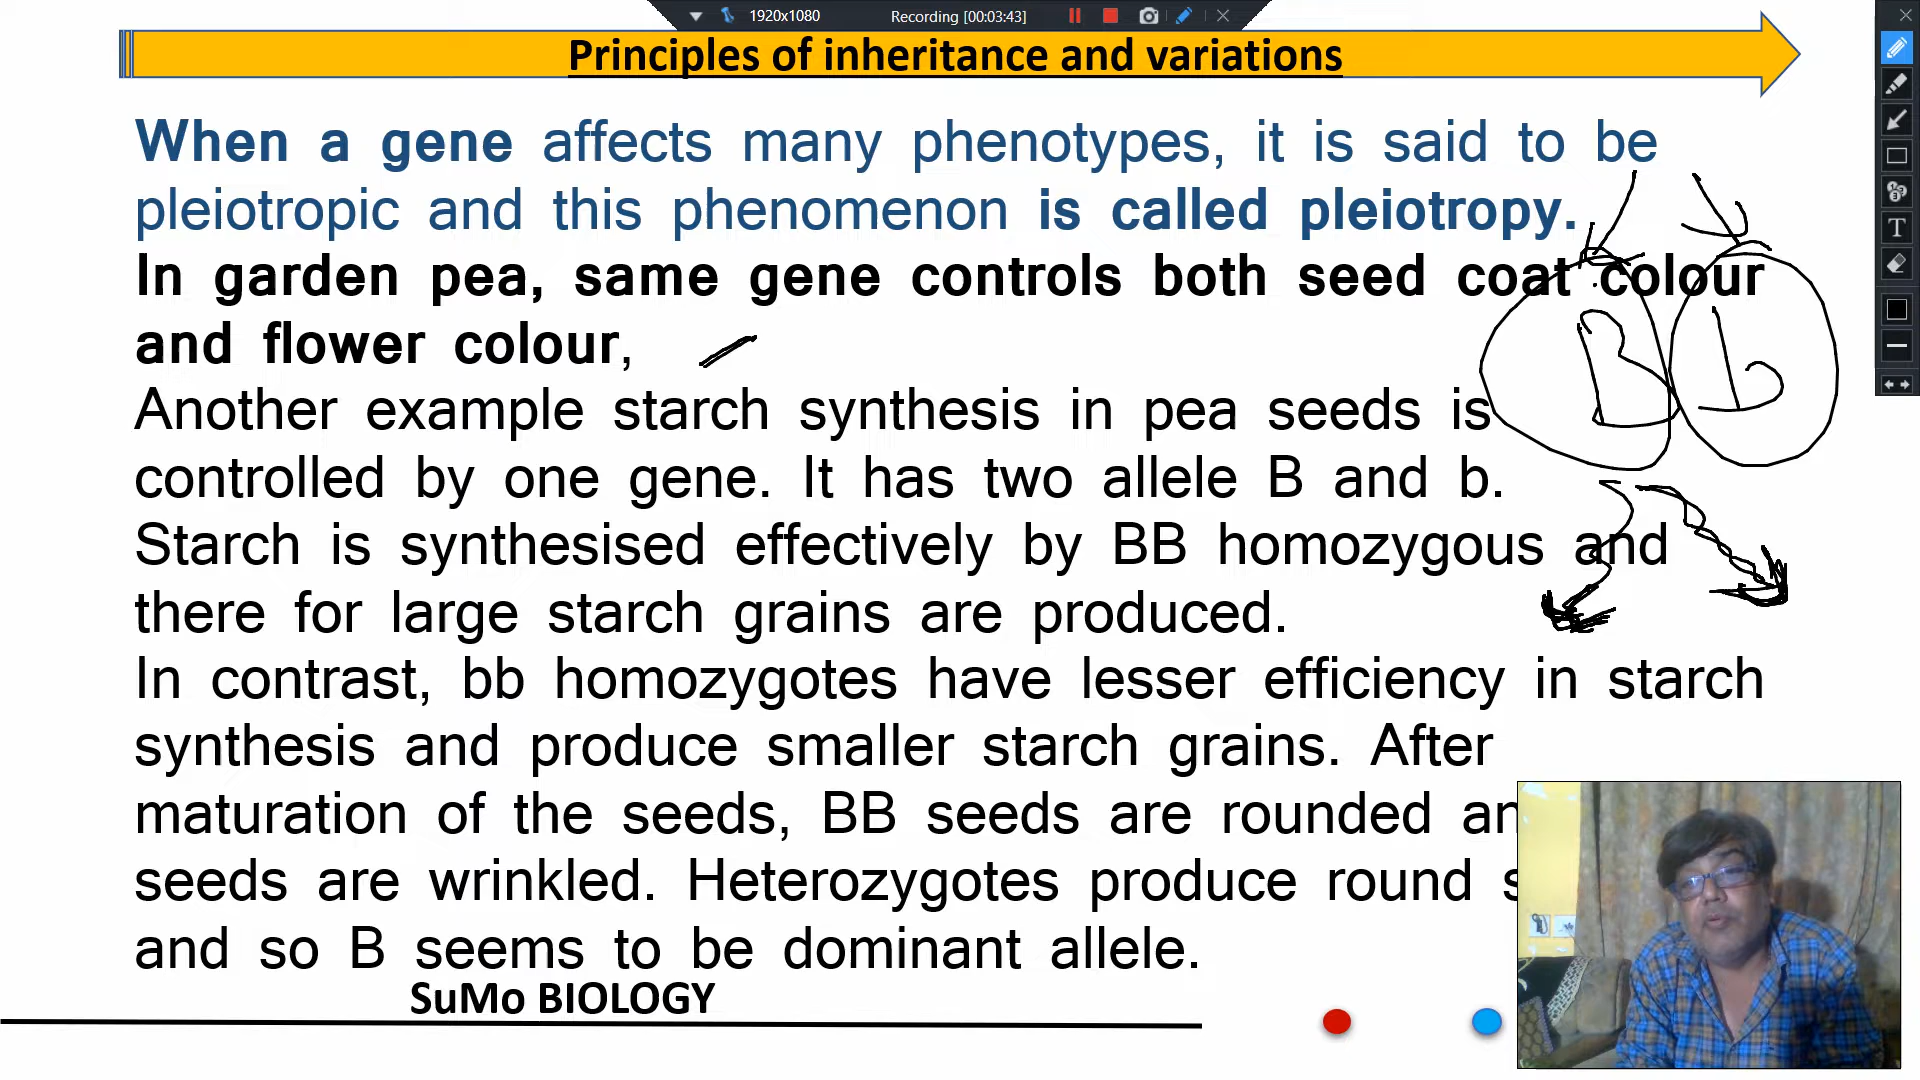 1920x1080 Recording [00:03:43]
Principles of inheritance and variations
When a gene affects many phenotypes, it is said to be
pleiotropic and this phenomenon is called pleiotropy.
In garden pea, same gene controls both seed coat colour
and flower colour,
B b
Another example starch synthesis in pea seeds is
controlled by one gene. It has two allele B and b.
Starch is synthesised effectively by BB homozygous and
there for large starch grains are produced.
In contrast, bb homozygotes have lesser efficiency in starch
synthesis and produce smaller starch grains. After
maturation of the seeds, BB seeds are rounded
seeds are wrinkled. Heterozygotes produce round
and so B seems to be dominant allele.
SuMo BIOLOGY